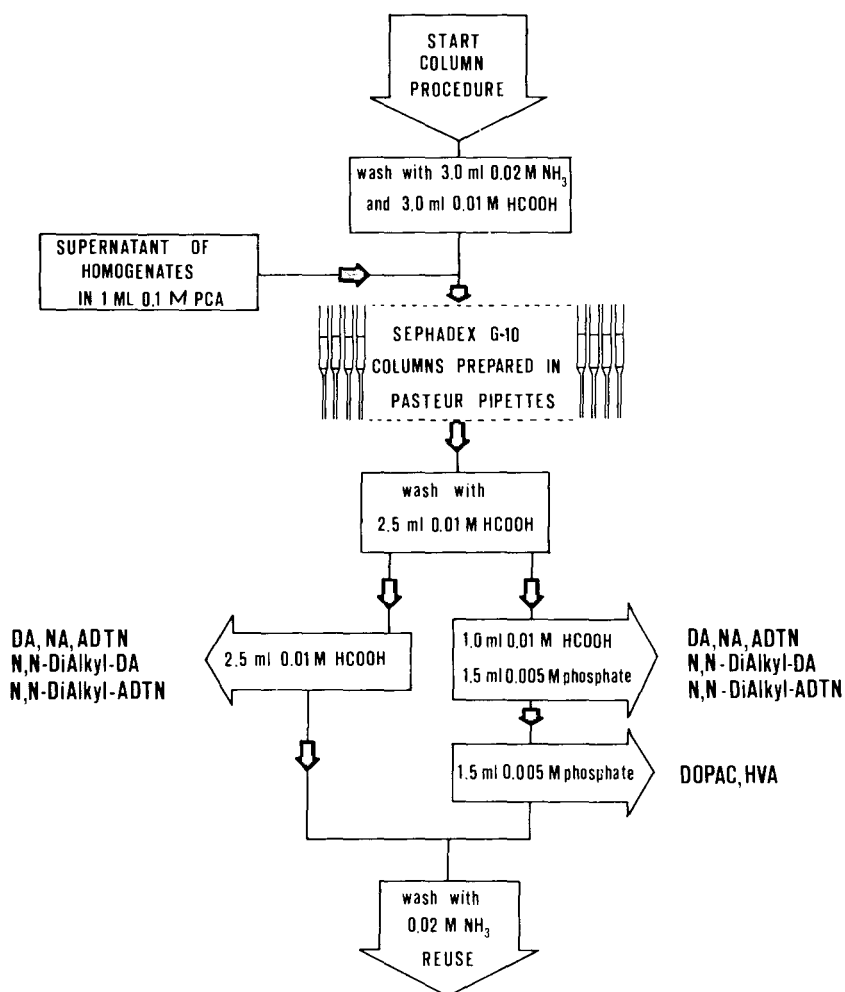 START
COLUMN
PROCEDURE
wash with 3.0 ml 0.02 M NH₃
and 3.0 ml 0.01 M HCOOH
SUPERNATANT OF
HOMOGENATES
IN 1 ML 0.1 M PCA
SEPHADEX G-10
COLUMNS PREPARED IN
PASTEUR PIPETTES
wash with
2.5 ml 0.01 M HCOOH
DA, NA, ADTN
N,N-DiAlkyl-DA
N,N-DiAlkyl-ADTN
2.5 ml 0.01 M HCOOH
1.0 ml 0.01 M HCOOH
1.5 ml 0.005 M phosphate
DA, NA, ADTN
N,N-DiAlkyl-DA
N,N-DiAlkyl-ADTN
1.5 ml 0.005 M phosphate
DOPAC, HVA
wash with
0.02 M NH₃
REUSE